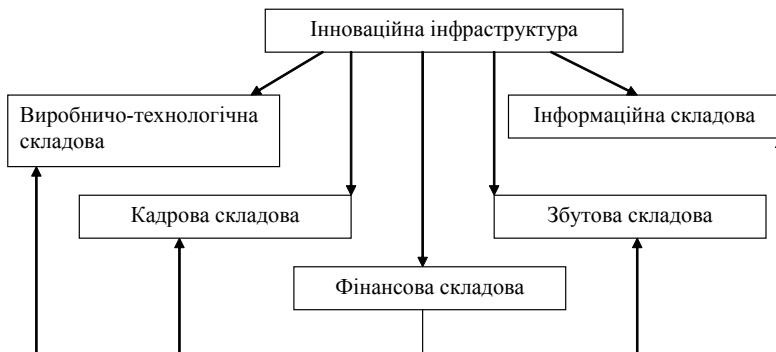 Інноваційна інфраструктура
Виробничо-технологічна
складова
Інформаційна складова
Кадрова складова
Збутова складова
Фінансова складова